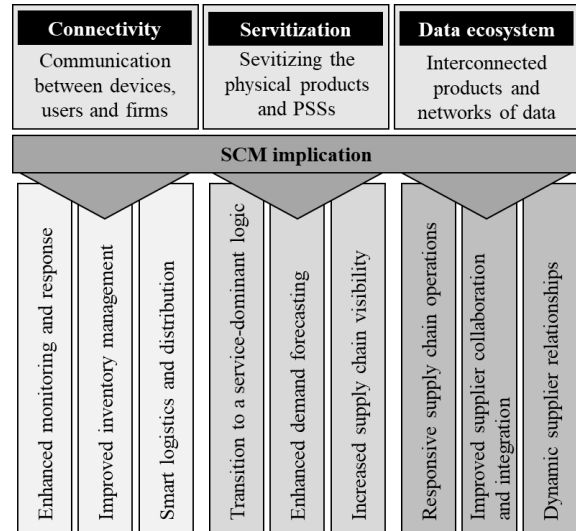 Connectivity
Communication
between devices,
users and firms
Servitization
Sevitizing the
physical products
and PSSs
Data ecosystem
Interconnected
products and
networks of data
SCM implication
Enhanced monitoring and response
Improved inventory management
Smart logistics and distribution
Transition to a service-dominant logic
Enhanced demand forecasting
Increased supply chain visibility
Responsive supply chain operations
Improved supplier collaboration
and integration
Dynamic supplier relationships